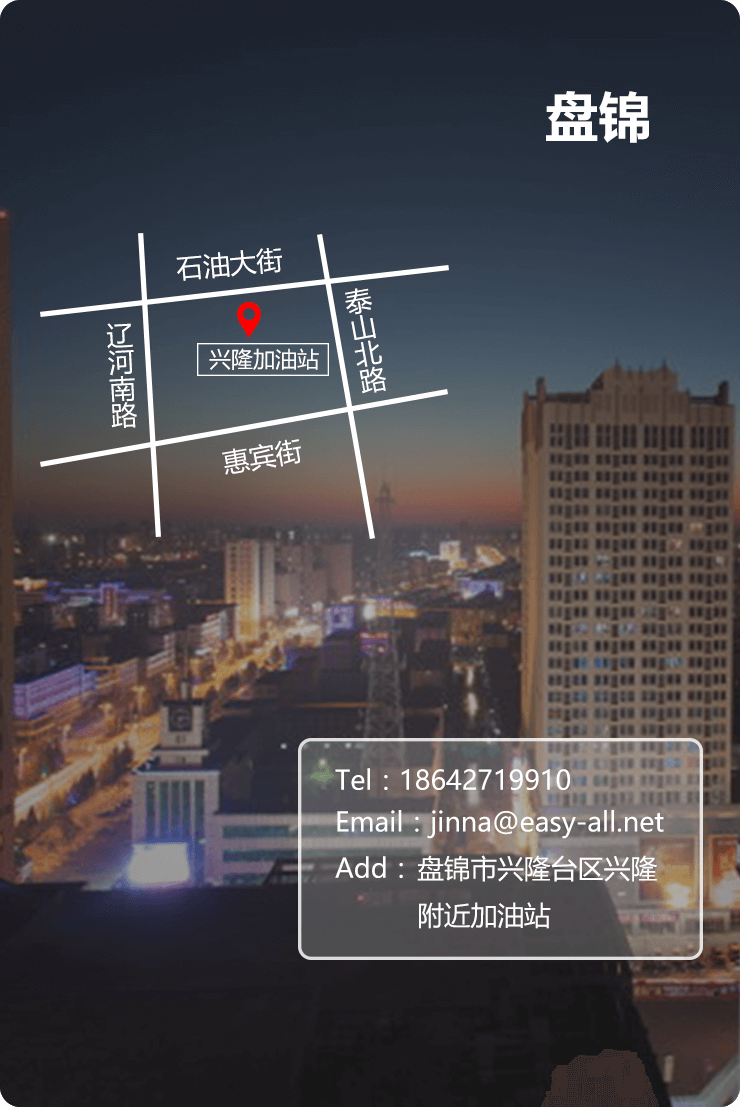 盘锦
石油大街
泰山北路
辽河南路
兴隆加油站
惠宾街
Tel：18642719910
Email：jinna@easy-all.net
Add：盘锦市兴隆台区兴隆
附近加油站